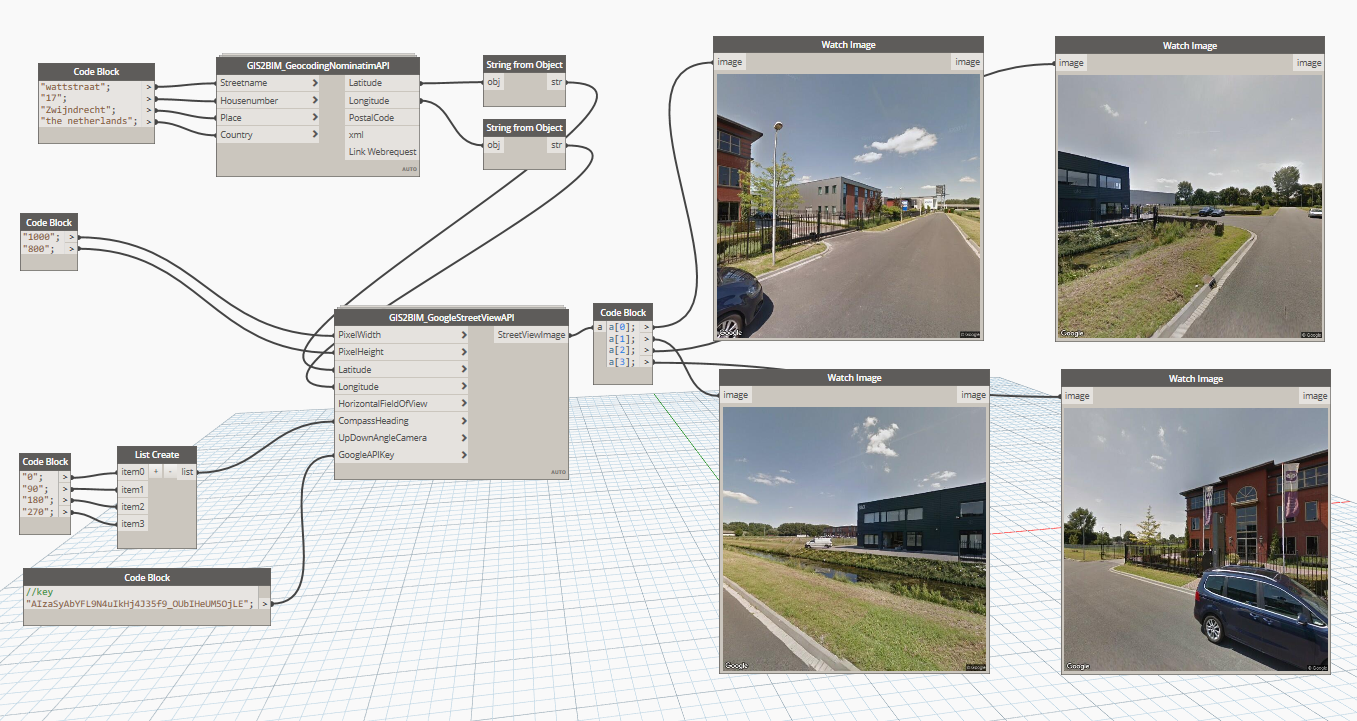 Code Block
"wattstraat"; >
"17"; >
"Zwijndrecht"; >
"the netherlands"; >
GIS2BIM_GeocodingNominatimAPI
Streetname > Latitude
Housenumber > Longitude
Place > PostalCode
Country > xml
Link Webrequest
AUTO
String from Object
obj str
String from Object
obj str
Watch Image
image image
Google
© Google
Watch Image
image image
Google
© Google
Code Block
"1000"; >
"800"; >
GIS2BIM_GoogleStreetViewAPI
PixelWidth > StreetViewImage
PixelHeight >
Latitude >
Longitude >
HorizontalFieldOfView >
CompassHeading >
UpDownAngleCamera >
GoogleAPIKey >
AUTO
Code Block
a a[0]; >
a[1]; >
a[2]; >
a[3]; >
Watch Image
image image
Google
© Google
Watch Image
image image
Google
© Google
Code Block
"0"; >
"90"; >
"180"; >
"270"; >
List Create
item0 + - list
item1
item2
item3
Code Block
//key
"AIzaSyAbYFL9N4uIkHj4J35f9_OUbIHeUM5OjLE"; >